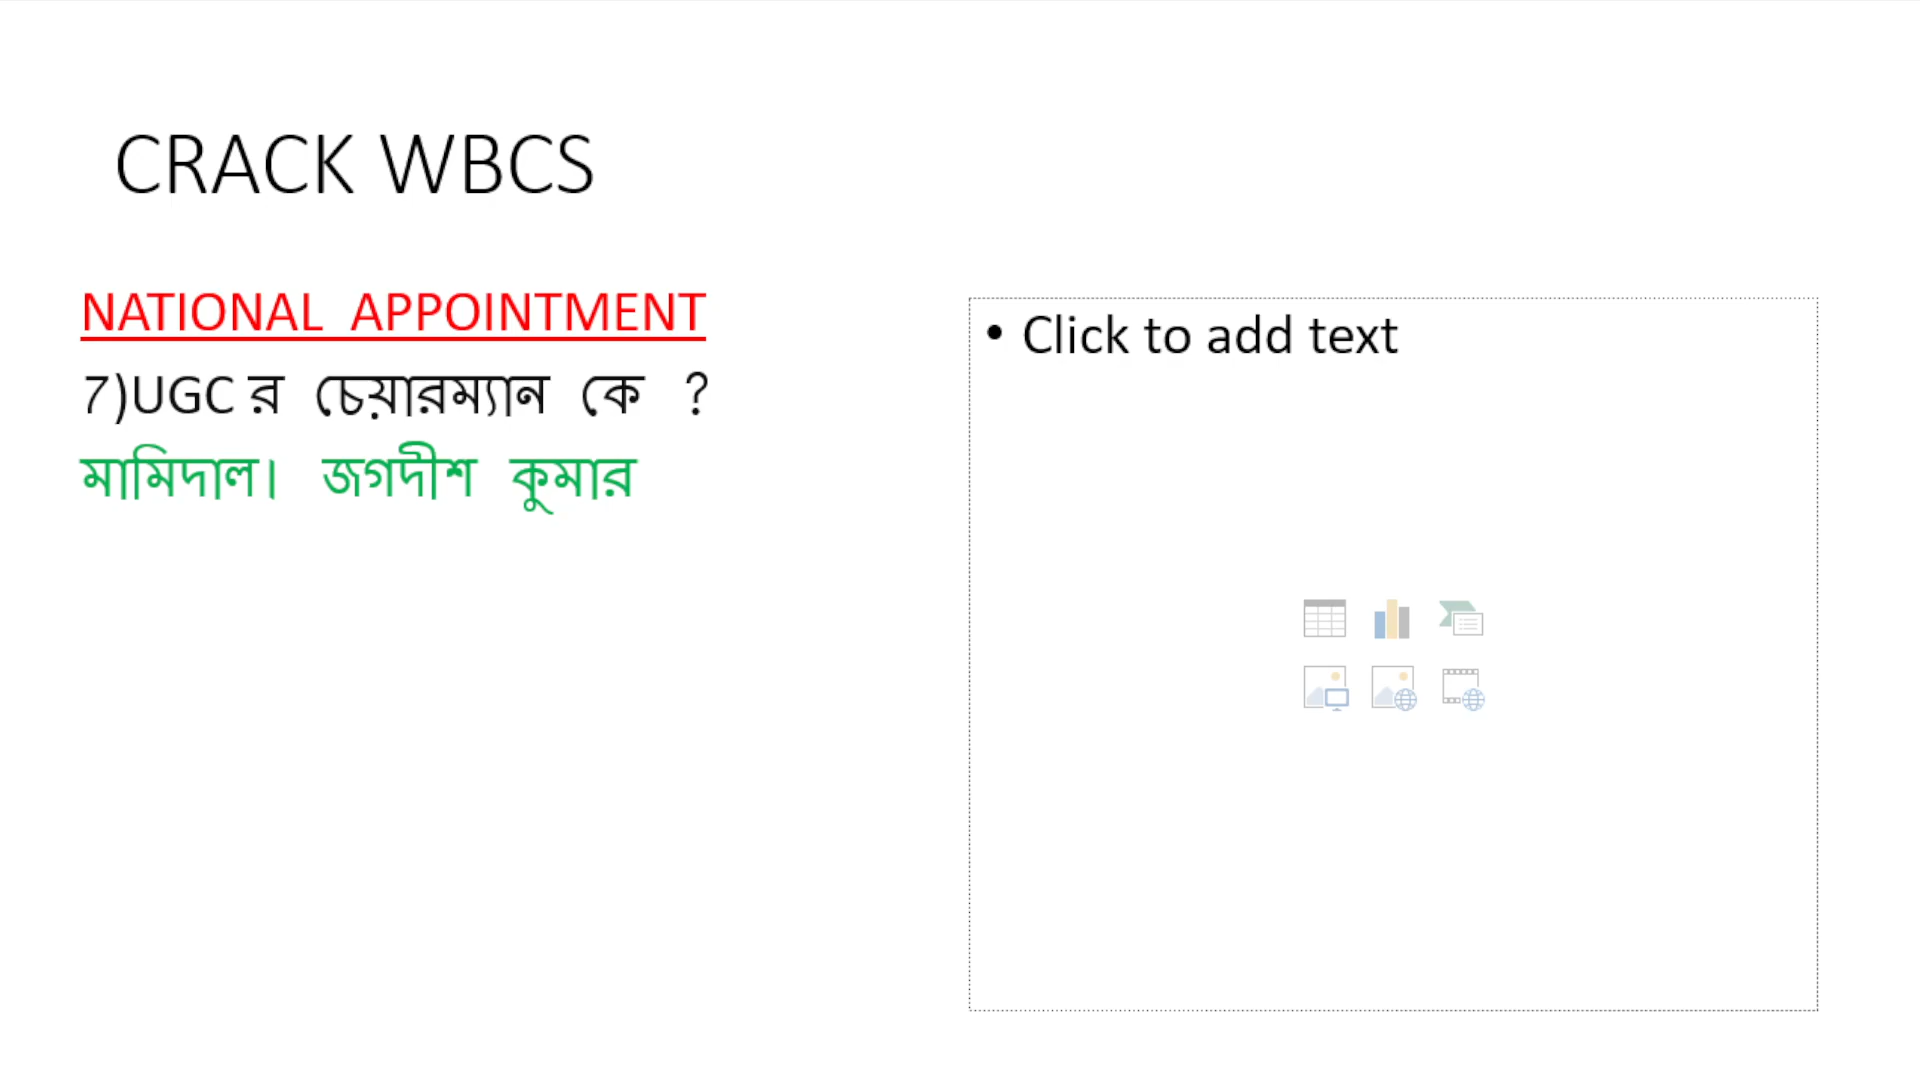 CRACK WBCS
NATIONAL APPOINTMENT
7)UGC র চেয়ারম্যান কে ?
মামিদাল। জগদীশ কুমার
• Click to add text